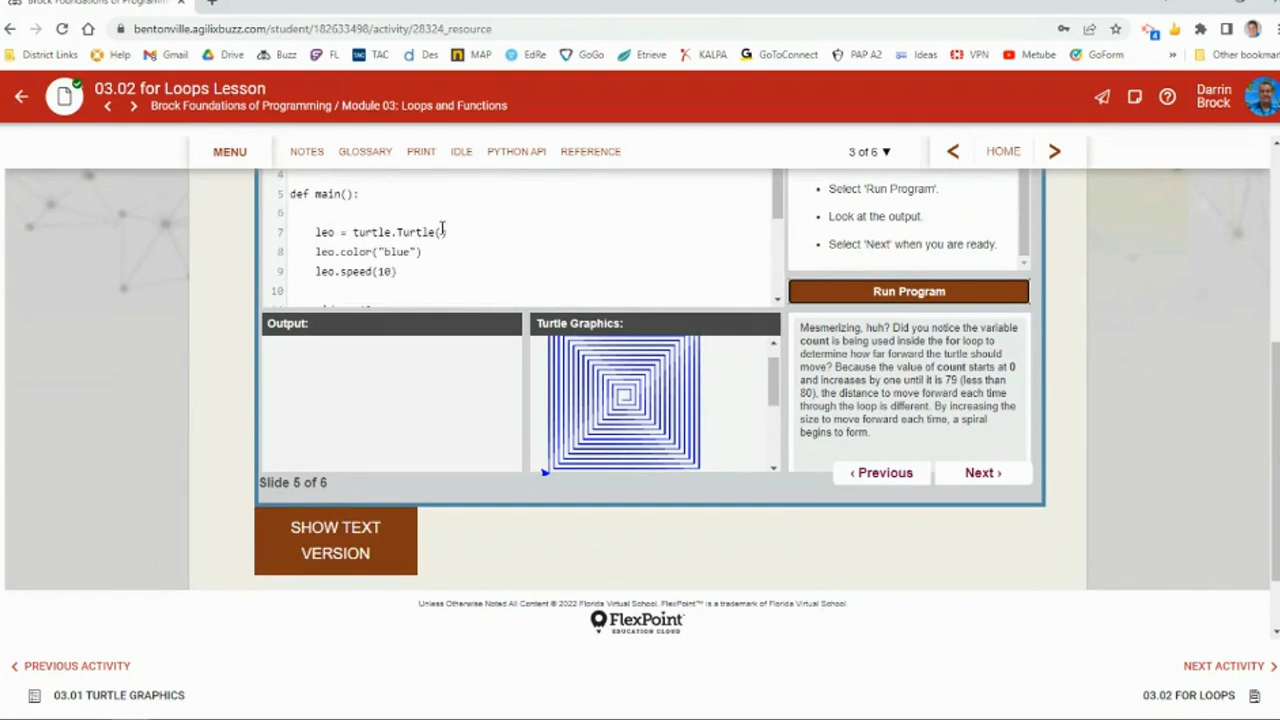 Brock Foundations of Program
bentonville.agilixbuzz.com/student/182633498/activity/28324_resource
District Links Help Gmail Drive Buzz FL TAC Des MAP EdRe GoGo Etrieve KALPA GoToConnect PAP A2 Ideas VPN Metube GoForm » Other bookmar
03.02 for Loops Lesson
Brock Foundations of Programming / Module 03: Loops and Functions
Darrin
Brock
MENU NOTES GLOSSARY PRINT IDLE PYTHON API REFERENCE 3 of 6 ▼ HOME
4
5 def main():
6
7 leo = turtle.Turtle()
8 leo.color("blue")
9 leo.speed(10)
10
• Select 'Run Program'.
• Look at the output.
• Select 'Next' when you are ready.
Run Program
Output:
Turtle Graphics:
Mesmerizing, huh? Did you notice the variable
count is being used inside the for loop to
determine how far forward the turtle should
move? Because the value of count starts at 0
and increases by one until it is 79 (less than
80), the distance to move forward each time
through the loop is different. By increasing the
size to move forward each time, a spiral
begins to form.
‹ Previous Next ›
Slide 5 of 6
SHOW TEXT
VERSION
Unless Otherwise Noted All Content © 2022 Florida Virtual School. FlexPoint™ is a trademark of Florida Virtual School
FlexPoint
EDUCATION CLOUD
PREVIOUS ACTIVITY
NEXT ACTIVITY
03.01 TURTLE GRAPHICS
03.02 FOR LOOPS